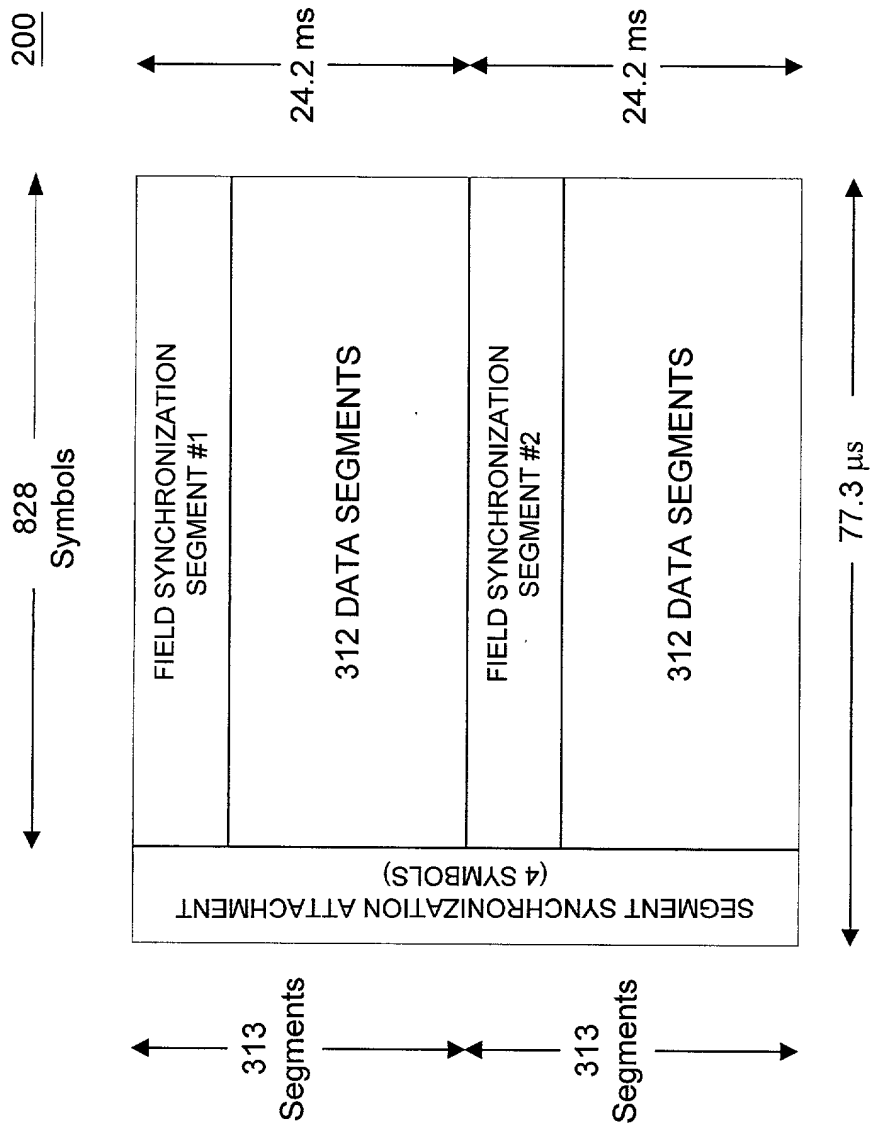 200
828
Symbols
313
Segments
313
Segments
SEGMENT SYNCHRONIZATION ATTACHMENT
(4 SYMBOLS)
FIELD SYNCHRONIZATION
SEGMENT #1
312 DATA SEGMENTS
FIELD SYNCHRONIZATION
SEGMENT #2
312 DATA SEGMENTS
24.2 ms
24.2 ms
77.3 µs